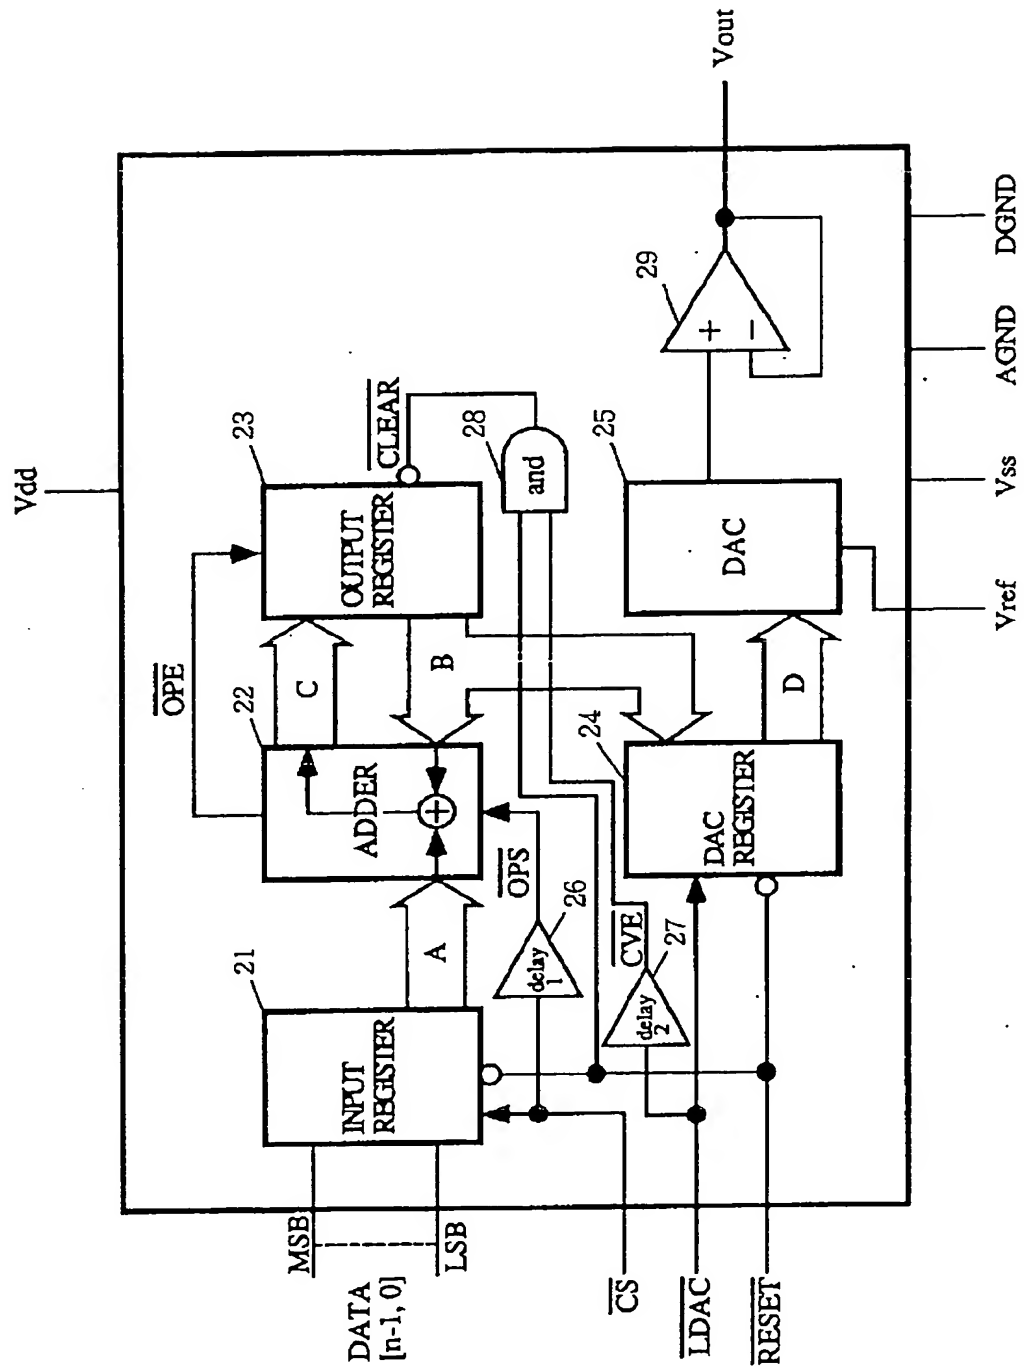 Vdd
MSB
LSB
DATA
[n-1, 0]
INPUT
REGISTER
21
A
ADDER
22
+
OPE
C
B
OUTPUT
REGISTER
23
CLEAR
and
28
OPS
delay
1
26
CVE
delay
2
27
CS
LDAC
RESET
DAC
REGISTER
24
D
DAC
25
+
−
29
Vout
Vref
Vss
AGND
DGND